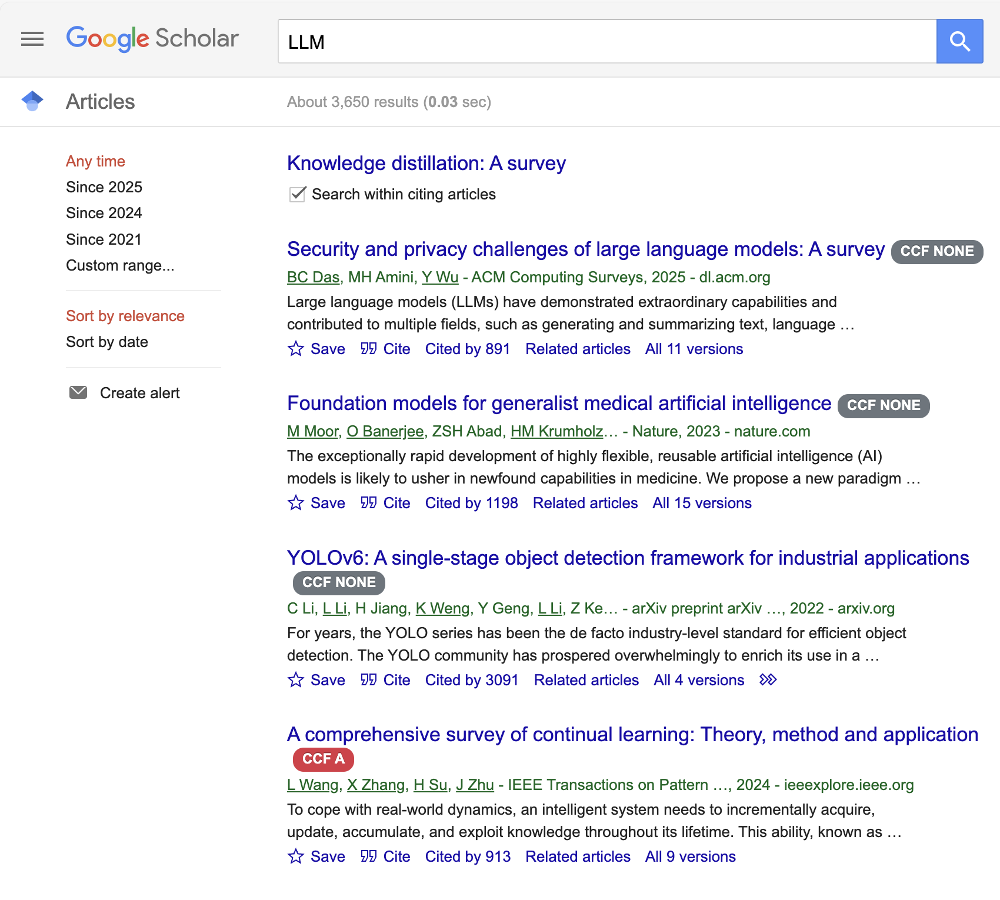 Google Scholar
LLM
Articles
About 3,650 results (0.03 sec)
Any time
Since 2025
Since 2024
Since 2021
Custom range...
Sort by relevance
Sort by date
Create alert
Knowledge distillation: A survey
Search within citing articles
Security and privacy challenges of large language models: A survey CCF NONE
BC Das, MH Amini, Y Wu - ACM Computing Surveys, 2025 - dl.acm.org
Large language models (LLMs) have demonstrated extraordinary capabilities and
contributed to multiple fields, such as generating and summarizing text, language …
Save Cite Cited by 891 Related articles All 11 versions
Foundation models for generalist medical artificial intelligence CCF NONE
M Moor, O Banerjee, ZSH Abad, HM Krumholz… - Nature, 2023 - nature.com
The exceptionally rapid development of highly flexible, reusable artificial intelligence (AI)
models is likely to usher in newfound capabilities in medicine. We propose a new paradigm …
Save Cite Cited by 1198 Related articles All 15 versions
YOLOv6: A single-stage object detection framework for industrial applications
CCF NONE
C Li, L Li, H Jiang, K Weng, Y Geng, L Li, Z Ke… - arXiv preprint arXiv …, 2022 - arxiv.org
For years, the YOLO series has been the de facto industry-level standard for efficient object
detection. The YOLO community has prospered overwhelmingly to enrich its use in a …
Save Cite Cited by 3091 Related articles All 4 versions
A comprehensive survey of continual learning: Theory, method and application
CCF A
L Wang, X Zhang, H Su, J Zhu - IEEE Transactions on Pattern …, 2024 - ieeexplore.ieee.org
To cope with real-world dynamics, an intelligent system needs to incrementally acquire,
update, accumulate, and exploit knowledge throughout its lifetime. This ability, known as …
Save Cite Cited by 913 Related articles All 9 versions